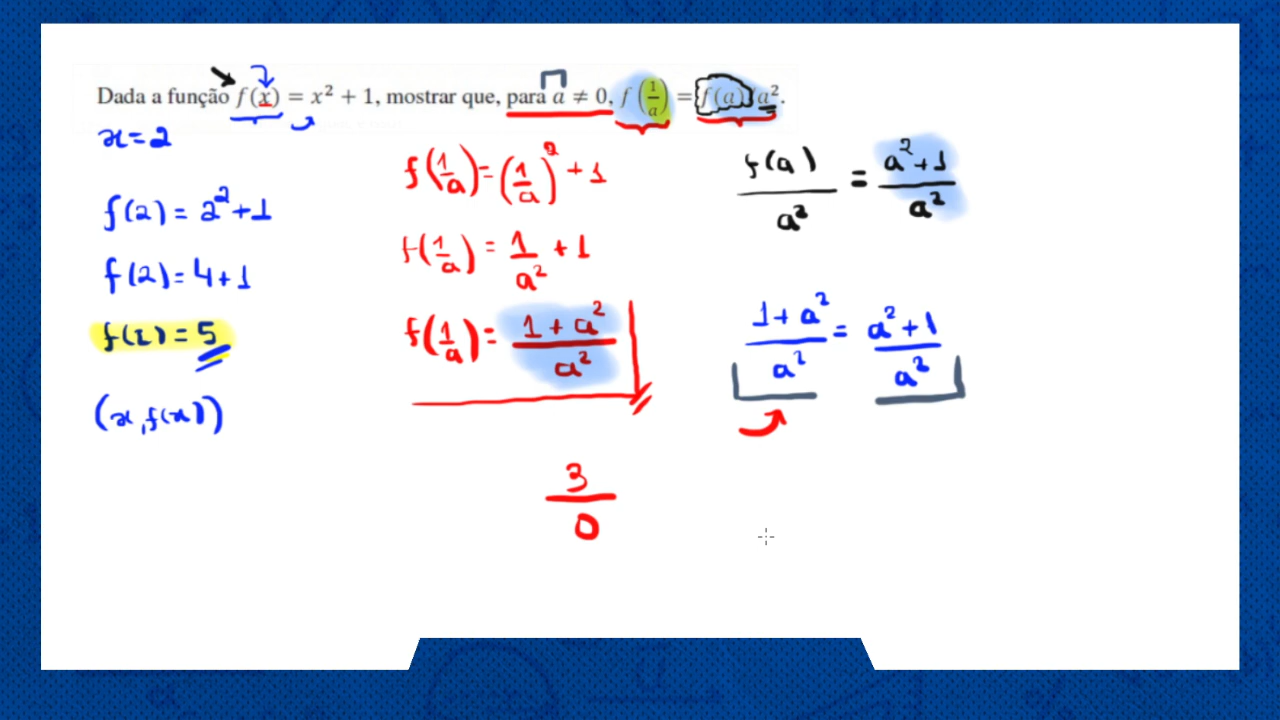 Dada a função f(x) = x² + 1, mostrar que, para a ≠ 0, f(1/a) = f(a)/a².
x=2
f(2) = 2²+1
f(2) = 4+1
f(2) = 5
(x, f(x))
f(1/a) = (1/a)² + 1
f(1/a) = 1/a² + 1
f(1/a) = (1+a²)/a²
3/0
f(a)/a² = (a²+1)/a²
(1+a²)/a² = (a²+1)/a²